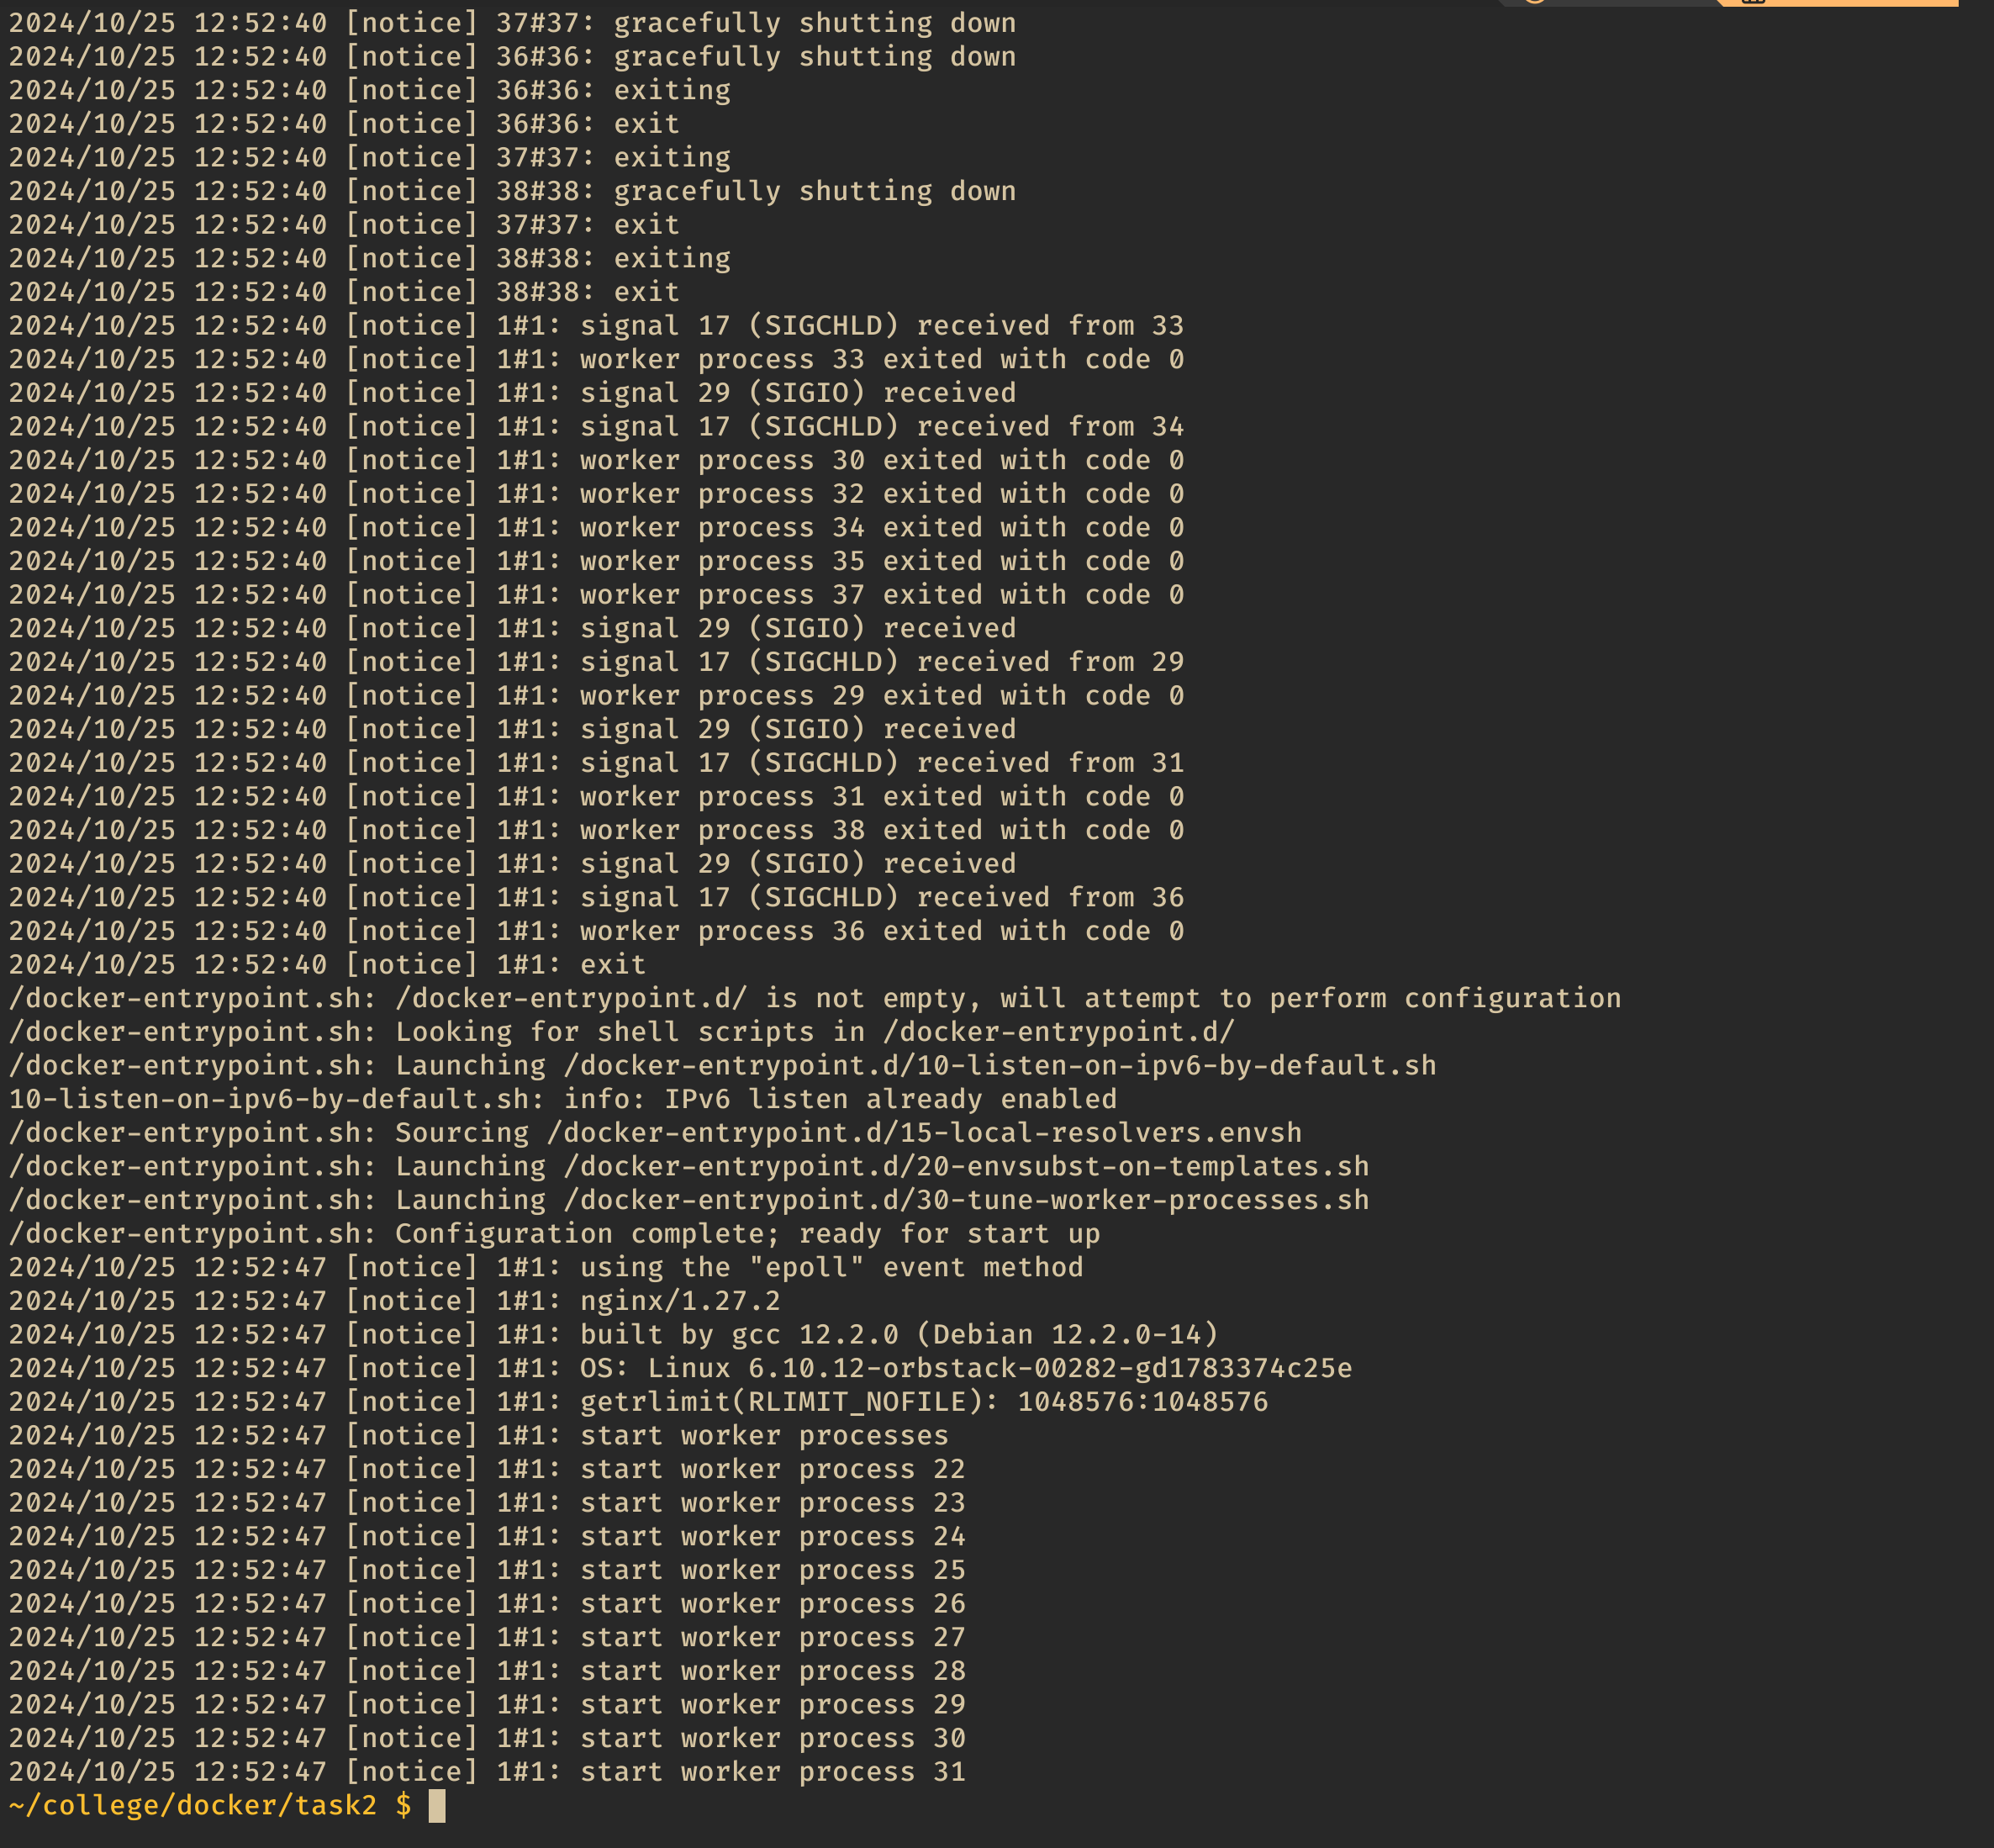 2024/10/25 12:52:40 [notice] 37#37: gracefully shutting down
2024/10/25 12:52:40 [notice] 36#36: gracefully shutting down
2024/10/25 12:52:40 [notice] 36#36: exiting
2024/10/25 12:52:40 [notice] 36#36: exit
2024/10/25 12:52:40 [notice] 37#37: exiting
2024/10/25 12:52:40 [notice] 38#38: gracefully shutting down
2024/10/25 12:52:40 [notice] 37#37: exit
2024/10/25 12:52:40 [notice] 38#38: exiting
2024/10/25 12:52:40 [notice] 38#38: exit
2024/10/25 12:52:40 [notice] 1#1: signal 17 (SIGCHLD) received from 33
2024/10/25 12:52:40 [notice] 1#1: worker process 33 exited with code 0
2024/10/25 12:52:40 [notice] 1#1: signal 29 (SIGIO) received
2024/10/25 12:52:40 [notice] 1#1: signal 17 (SIGCHLD) received from 34
2024/10/25 12:52:40 [notice] 1#1: worker process 30 exited with code 0
2024/10/25 12:52:40 [notice] 1#1: worker process 32 exited with code 0
2024/10/25 12:52:40 [notice] 1#1: worker process 34 exited with code 0
2024/10/25 12:52:40 [notice] 1#1: worker process 35 exited with code 0
2024/10/25 12:52:40 [notice] 1#1: worker process 37 exited with code 0
2024/10/25 12:52:40 [notice] 1#1: signal 29 (SIGIO) received
2024/10/25 12:52:40 [notice] 1#1: signal 17 (SIGCHLD) received from 29
2024/10/25 12:52:40 [notice] 1#1: worker process 29 exited with code 0
2024/10/25 12:52:40 [notice] 1#1: signal 29 (SIGIO) received
2024/10/25 12:52:40 [notice] 1#1: signal 17 (SIGCHLD) received from 31
2024/10/25 12:52:40 [notice] 1#1: worker process 31 exited with code 0
2024/10/25 12:52:40 [notice] 1#1: worker process 38 exited with code 0
2024/10/25 12:52:40 [notice] 1#1: signal 29 (SIGIO) received
2024/10/25 12:52:40 [notice] 1#1: signal 17 (SIGCHLD) received from 36
2024/10/25 12:52:40 [notice] 1#1: worker process 36 exited with code 0
2024/10/25 12:52:40 [notice] 1#1: exit
/docker-entrypoint.sh: /docker-entrypoint.d/ is not empty, will attempt to perform configuration
/docker-entrypoint.sh: Looking for shell scripts in /docker-entrypoint.d/
/docker-entrypoint.sh: Launching /docker-entrypoint.d/10-listen-on-ipv6-by-default.sh
10-listen-on-ipv6-by-default.sh: info: IPv6 listen already enabled
/docker-entrypoint.sh: Sourcing /docker-entrypoint.d/15-local-resolvers.envsh
/docker-entrypoint.sh: Launching /docker-entrypoint.d/20-envsubst-on-templates.sh
/docker-entrypoint.sh: Launching /docker-entrypoint.d/30-tune-worker-processes.sh
/docker-entrypoint.sh: Configuration complete; ready for start up
2024/10/25 12:52:47 [notice] 1#1: using the "epoll" event method
2024/10/25 12:52:47 [notice] 1#1: nginx/1.27.2
2024/10/25 12:52:47 [notice] 1#1: built by gcc 12.2.0 (Debian 12.2.0-14)
2024/10/25 12:52:47 [notice] 1#1: OS: Linux 6.10.12-orbstack-00282-gd1783374c25e
2024/10/25 12:52:47 [notice] 1#1: getrlimit(RLIMIT_NOFILE): 1048576:1048576
2024/10/25 12:52:47 [notice] 1#1: start worker processes
2024/10/25 12:52:47 [notice] 1#1: start worker process 22
2024/10/25 12:52:47 [notice] 1#1: start worker process 23
2024/10/25 12:52:47 [notice] 1#1: start worker process 24
2024/10/25 12:52:47 [notice] 1#1: start worker process 25
2024/10/25 12:52:47 [notice] 1#1: start worker process 26
2024/10/25 12:52:47 [notice] 1#1: start worker process 27
2024/10/25 12:52:47 [notice] 1#1: start worker process 28
2024/10/25 12:52:47 [notice] 1#1: start worker process 29
2024/10/25 12:52:47 [notice] 1#1: start worker process 30
2024/10/25 12:52:47 [notice] 1#1: start worker process 31
~/college/docker/task2 $